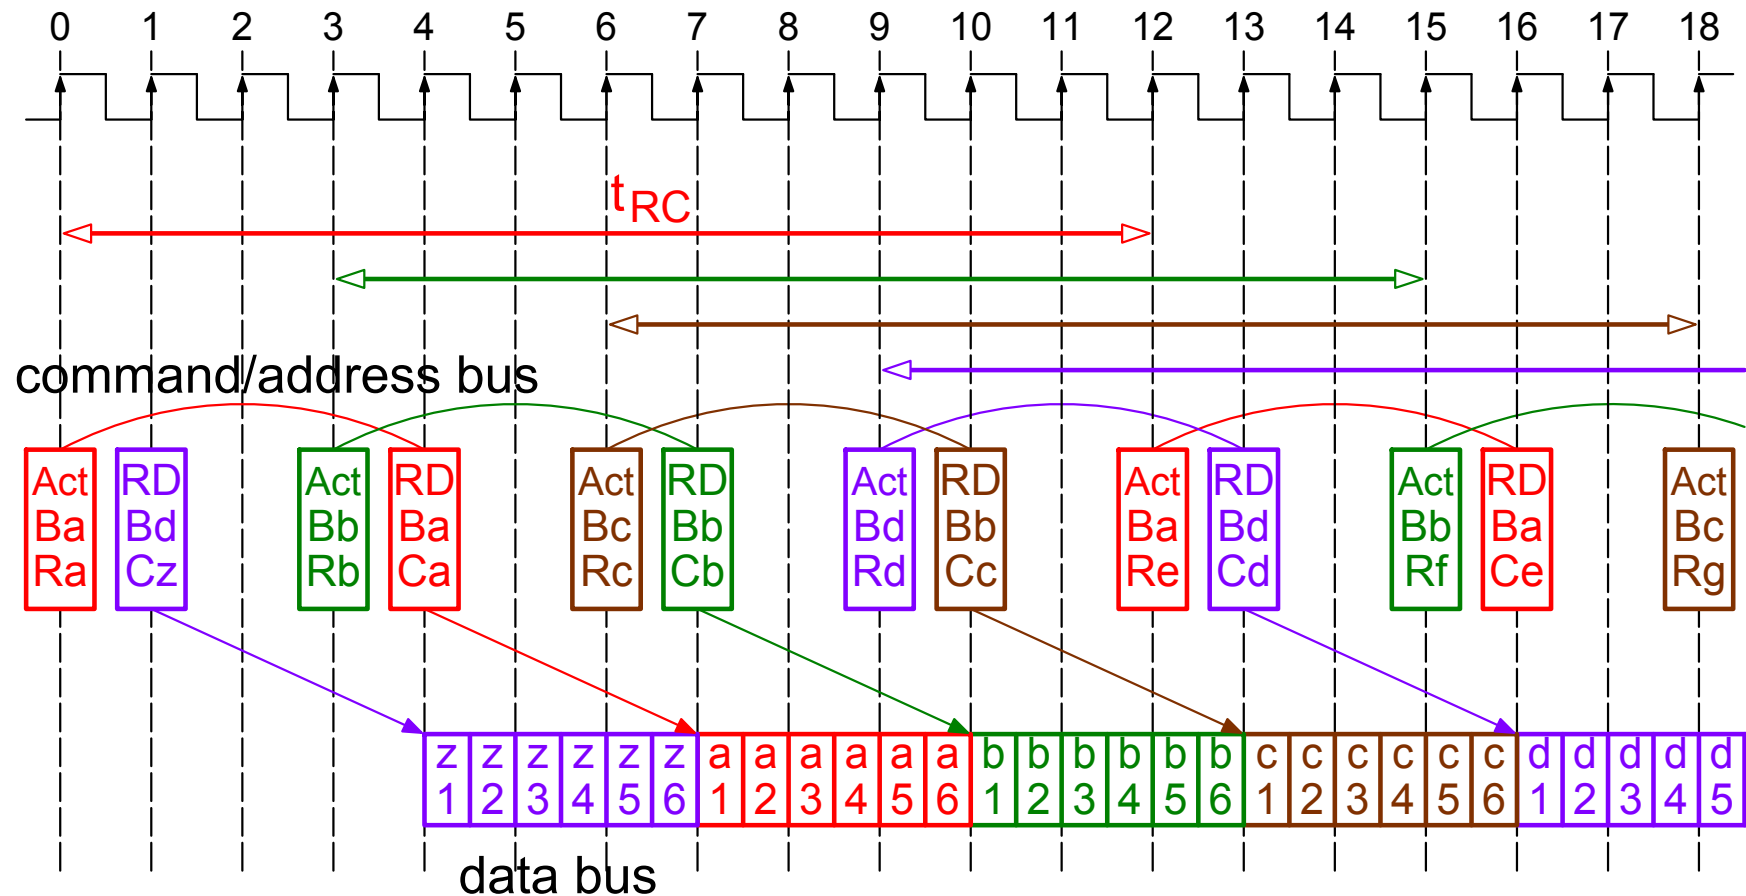 0 1 2 3 4 5 6 7 8 9 10 11 12 13 14 15 16 17 18
tRC
command/address bus
Act RD Act RD Act RD Act RD Act RD Act RD Act
Ba Bd Bb Ba Bc Bb Bd Bb Ba Bd Bb Ba Bc
Ra Cz Rb Ca Rc Cb Rd Cc Re Cd Rf Ce Rg
z z z z z z a a a a a a b b b b b b c c c c c c d d d d d
1 2 3 4 5 6 1 2 3 4 5 6 1 2 3 4 5 6 1 2 3 4 5 6 1 2 3 4 5
data bus